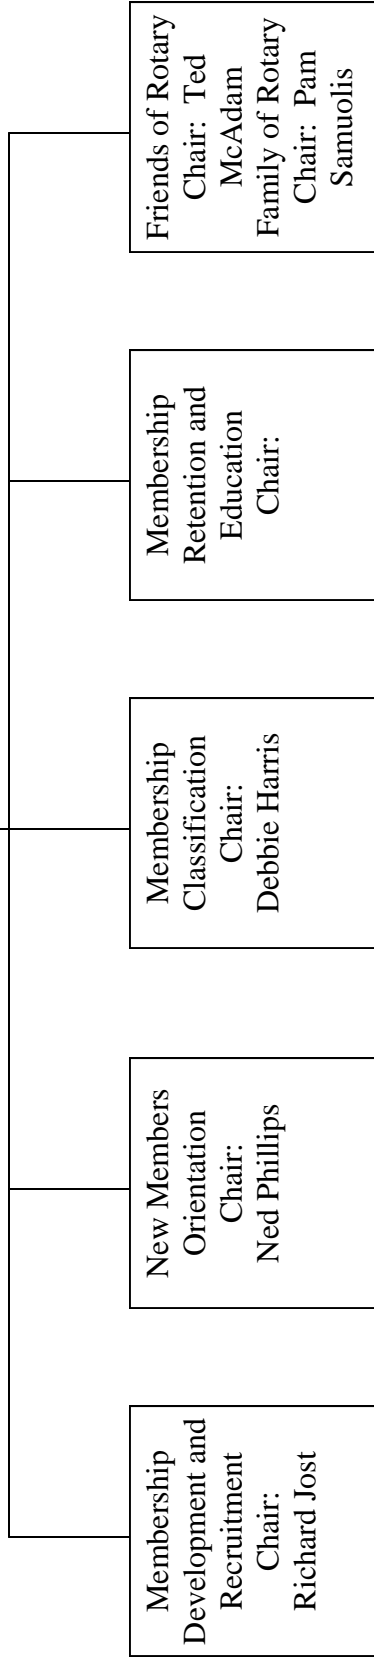 Membership
Development and
Recruitment
Chair:
Richard Jost
New Members
Orientation
Chair:
Ned Phillips
Membership
Classification
Chair:
Debbie Harris
Membership
Retention and
Education
Chair:
Friends of Rotary
Chair: Ted
McAdam
Family of Rotary
Chair: Pam
Samuolis